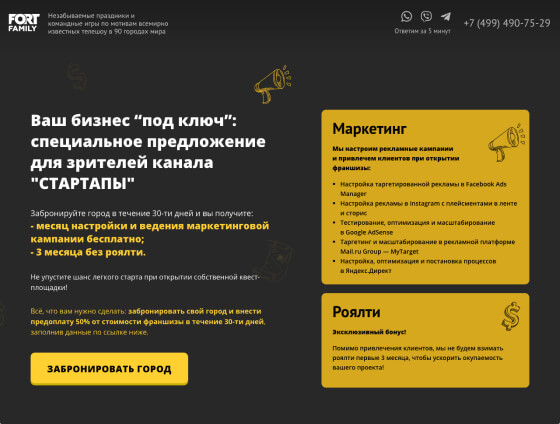 FORT
FAMILY
Незабываемые праздники и
командные игры по мотивам всемирно
известных телешоу в 90 городах мира
Ответим за 5 минут
+7 (499) 490-75-29
Ваш бизнес “под ключ”:
специальное предложение
для зрителей канала
"СТАРТАПЫ"
Забронируйте город в течение 30-ти дней и вы получите:
- месяц настройки и ведения маркетинговой
кампании бесплатно;
- 3 месяца без роялти.
Не упустите шанс легкого старта при открытии собственной квест-
площадки!
Всё, что вам нужно сделать: забронировать свой город и внести
предоплату 50% от стоимости франшизы в течение 30-ти дней,
заполнив данные по ссылке ниже.
ЗАБРОНИРОВАТЬ ГОРОД
Маркетинг
Мы настроим рекламные кампании
и привлечем клиентов при открытии
франшизы:
• Настройка таргетированной рекламы в Facebook Ads
Manager
• Настройка рекламы в Instagram с плейсментами в ленте
и сторис
• Тестирование, оптимизация и масштабирование
в Google AdSense
• Таргетинг и масштабирование в рекламной платформе
Mail.ru Group — MyTarget
• Настройка, оптимизация и постановка процессов
в Яндекс.Директ
Роялти
Эксклюзивный бонус!
Помимо привлечения клиентов, мы не будем взимать
роялти первые 3 месяца, чтобы ускорить окупаемость
вашего проекта!